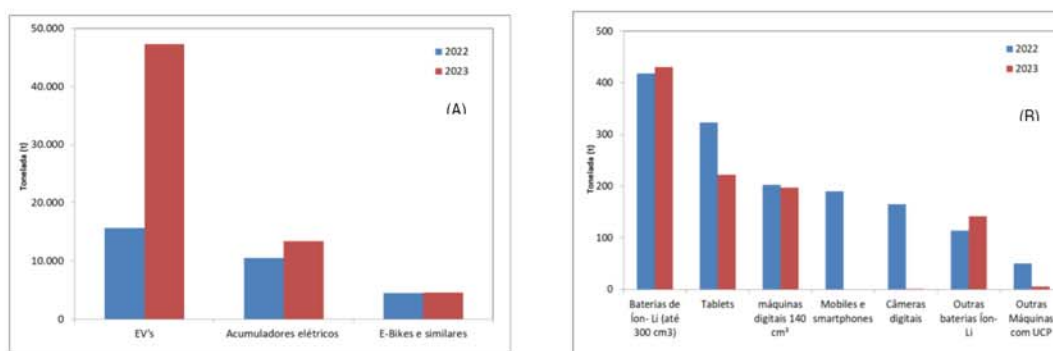 50.000
40.000
30.000
20.000
10.000
0
Tonelada (t)
2022
2023
(A)
EV's
Acumuladores elétricos
E-Bikes e similares
500
400
300
200
100
0
Tonelada (t)
2022
2023
(B)
Baterias de
Íon- Li (até
300 cm3)
Tablets
máquinas
digitais 140
cm³
Mobiles e
smartphones
Câmeras
digitais
Outras
baterias Íon-
Li
Outras
Máquinas
com UCP